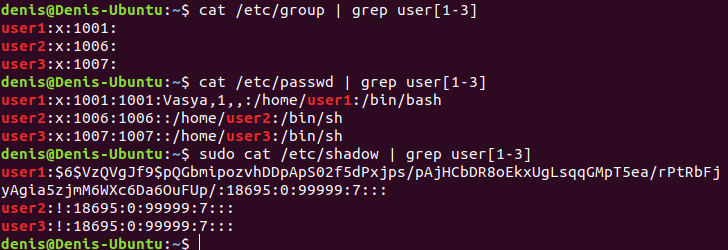 denis@Denis-Ubuntu:~$ cat /etc/group | grep user[1-3]
user1:x:1001:
user2:x:1006:
user3:x:1007:
denis@Denis-Ubuntu:~$ cat /etc/passwd | grep user[1-3]
user1:x:1001:1001:Vasya,1,,:/home/user1:/bin/bash
user2:x:1006:1006::/home/user2:/bin/sh
user3:x:1007:1007::/home/user3:/bin/sh
denis@Denis-Ubuntu:~$ sudo cat /etc/shadow | grep user[1-3]
user1:$6$VzQVgJf9$pQGbmipozvhDDpApS02f5dPxjps/pAjHCbDR8oEkxUgLsqqGMpT5ea/rPtRbFj
yAgia5zjmM6WXc6Da6OuFUp/:18695:0:99999:7:::
user2:!:18695:0:99999:7:::
user3:!:18695:0:99999:7:::
denis@Denis-Ubuntu:~$